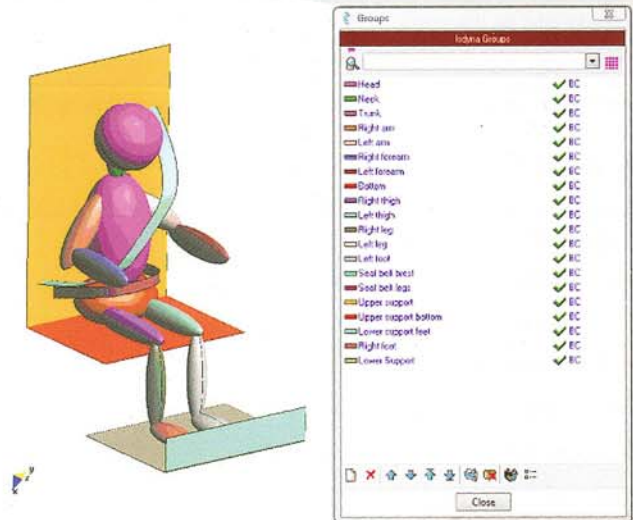 Groups
lsdyna Groups
Head BC
Neck BC
Trunk BC
Right arm BC
Left arm BC
Right forearm BC
Left forearm BC
Bottom BC
Right thigh BC
Left thigh BC
Right leg BC
Left leg BC
Left foot BC
Seat belt brest BC
Seat belt legs BC
Upper support BC
Upper support bottom BC
Lower support feet BC
Right foot BC
Lower Support BC
Close
y
z
x